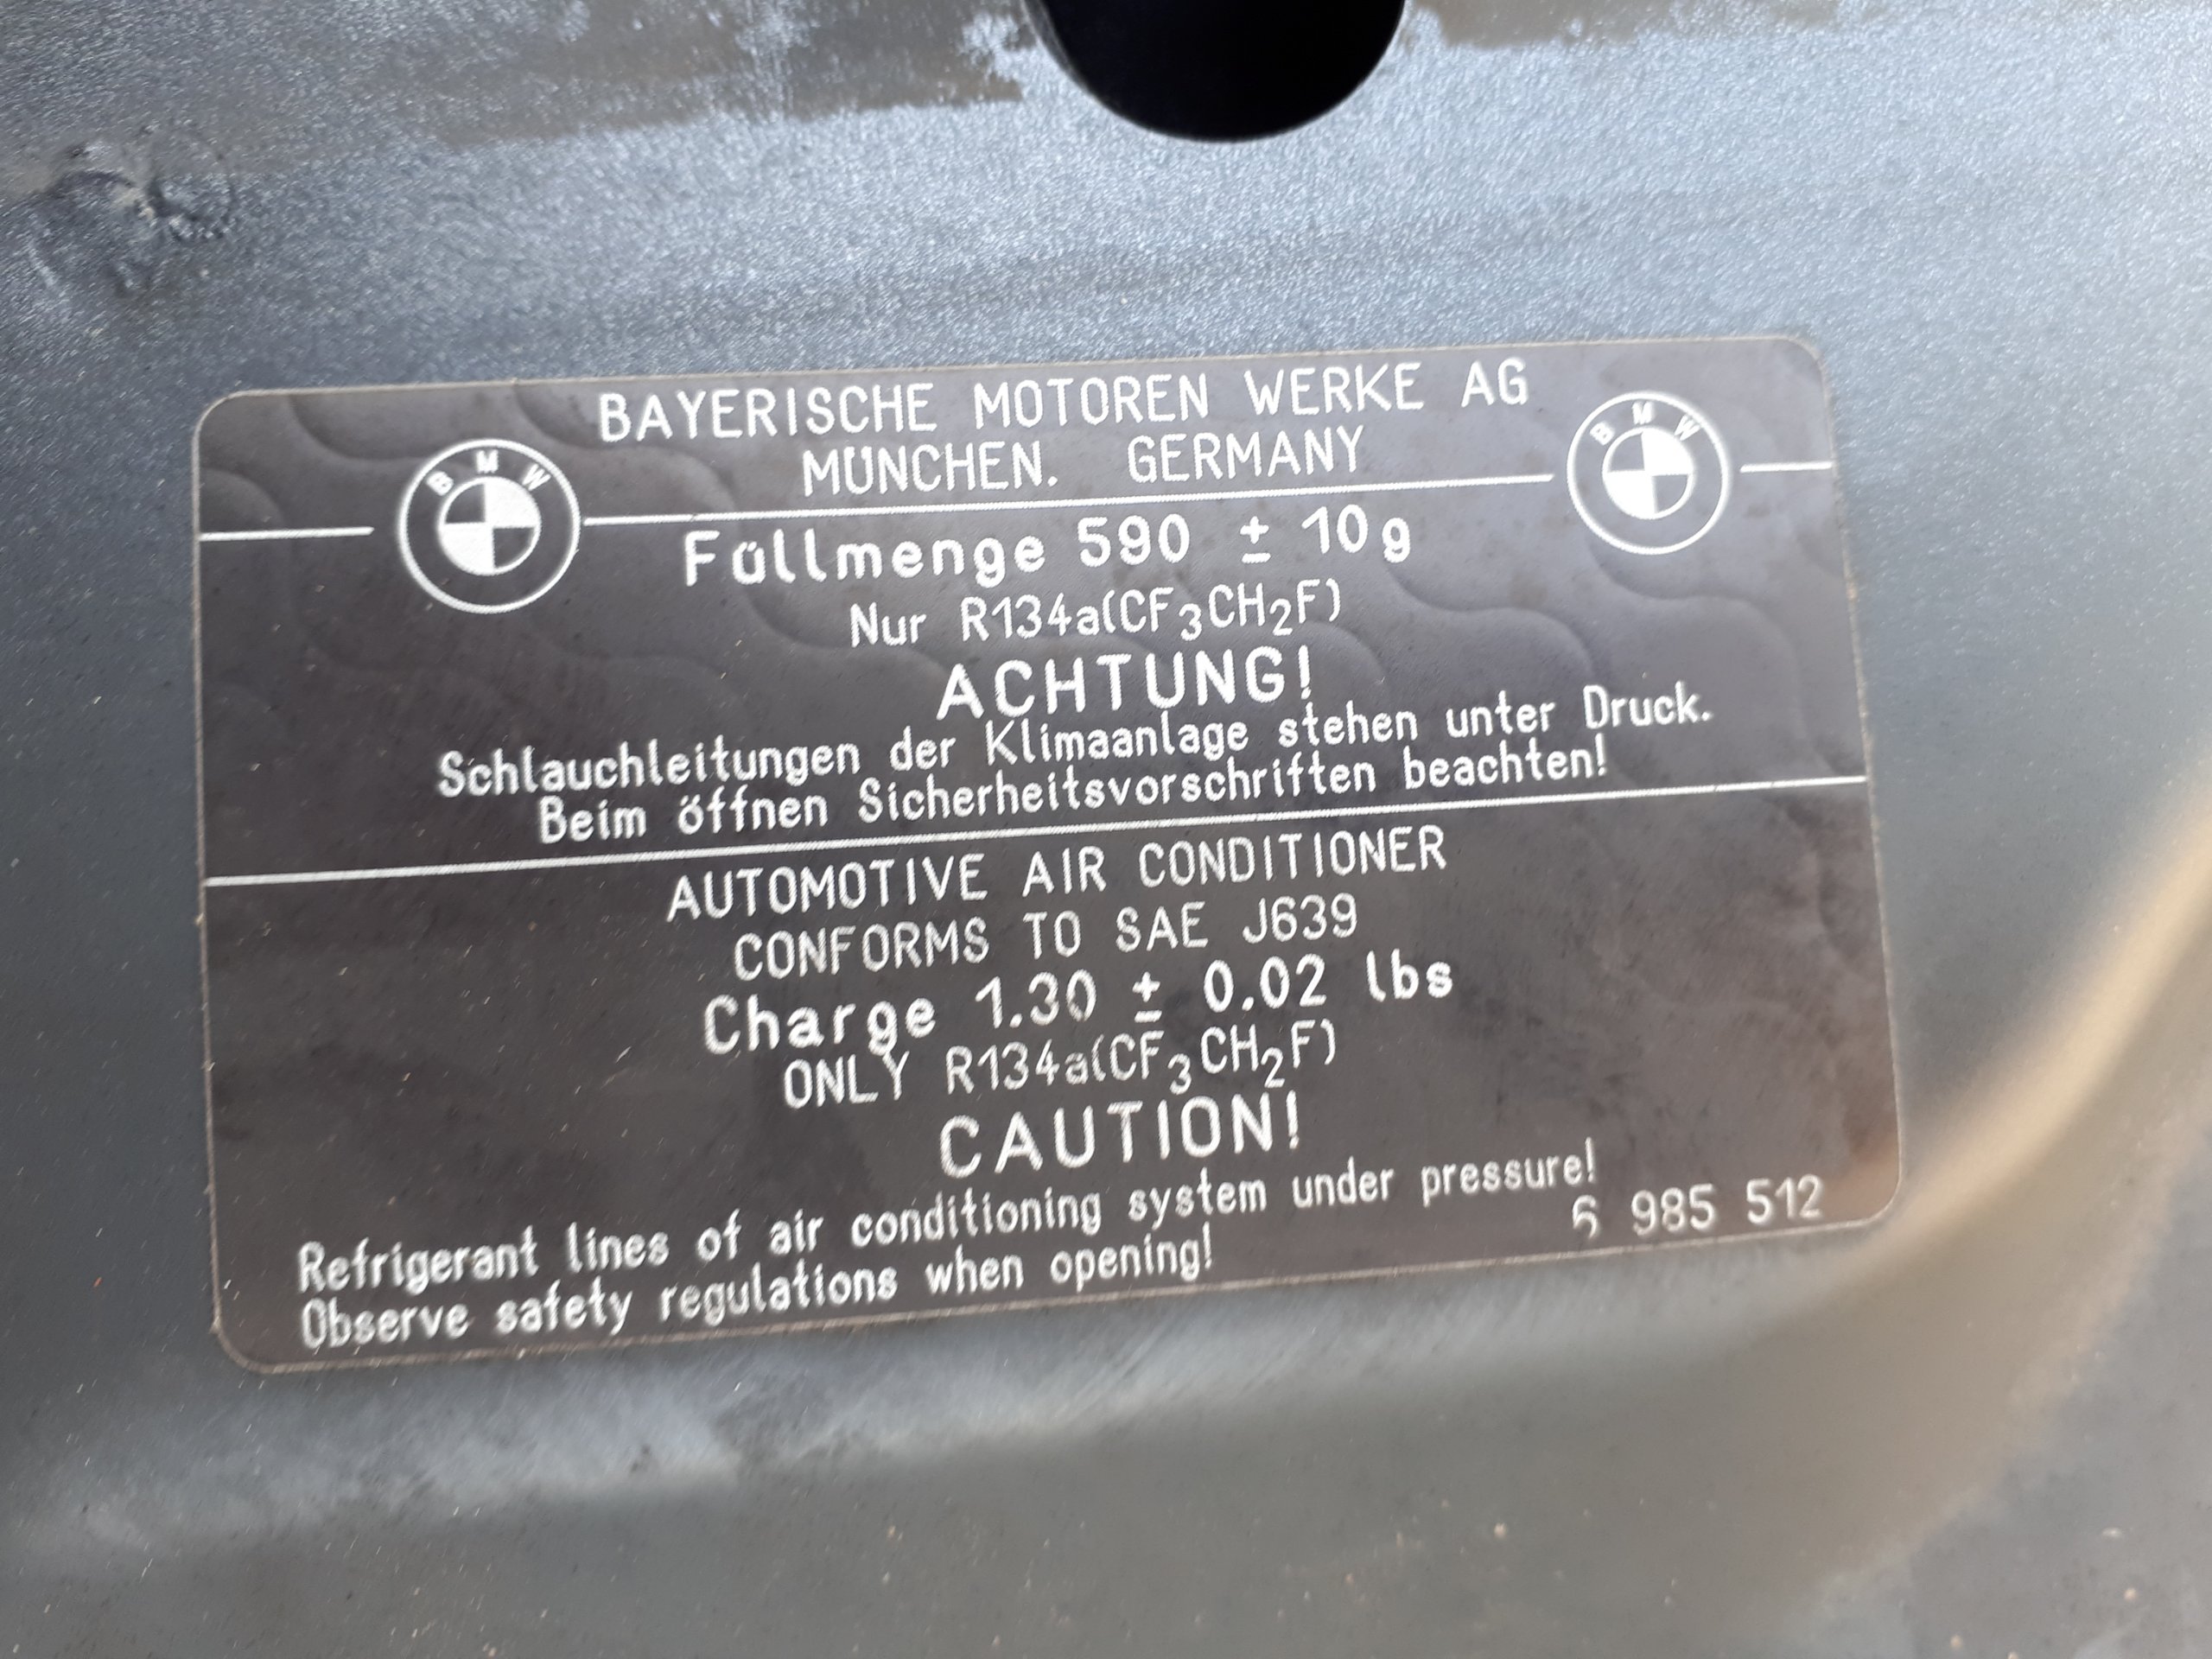 BAYERISCHE MOTOREN WERKE AG
MÜNCHEN. GERMANY
BMW
BMW
Füllmenge 590 ± 10g
Nur R134a(CF₃CH₂F)
ACHTUNG!
Schlauchleitungen der Klimaanlage stehen unter Druck.
Beim öffnen Sicherheitsvorschriften beachten!
AUTOMOTIVE AIR CONDITIONER
CONFORMS TO SAE J639
Charge 1.30 ± 0.02 lbs
ONLY R134a(CF₃CH₂F)
CAUTION!
Refrigerant lines of air conditioning system under pressure!
Observe safety regulations when opening!
6 985 512